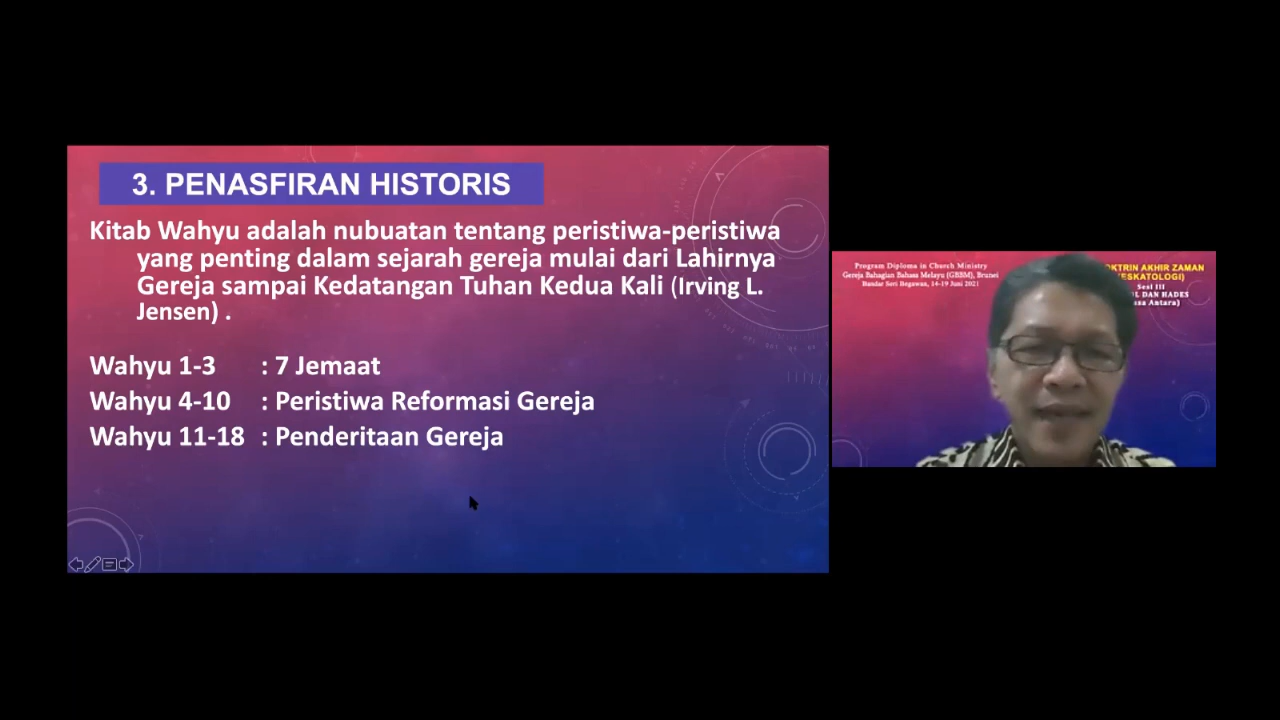 3. PENASFIRAN HISTORIS
Kitab Wahyu adalah nubuatan tentang peristiwa-peristiwa
yang penting dalam sejarah gereja mulai dari Lahirnya
Gereja sampai Kedatangan Tuhan Kedua Kali (Irving L.
Jensen) .
Wahyu 1-3 : 7 Jemaat
Wahyu 4-10 : Peristiwa Reformasi Gereja
Wahyu 11-18 : Penderitaan Gereja
Program Diploma in Church Ministry
Gereja Bahagian Bahasa Melayu (GBBM), Brunei
Bandar Seri Begawan, 14-19 Juni 2021
AKHIR ZAMAN
ESKATOLOGI)
Sesi III
DAN HADES
Antara)